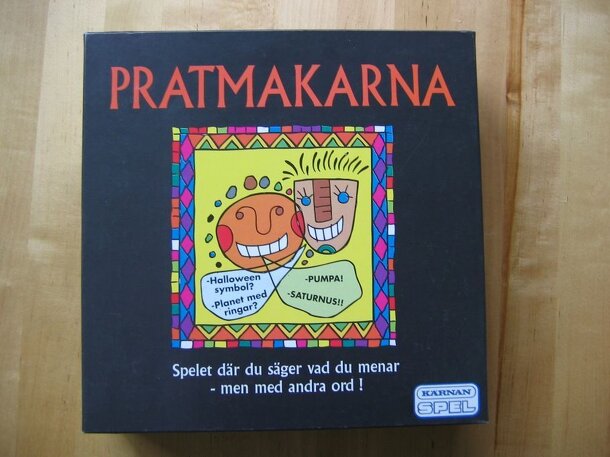 PRATMAKARNA
-Halloween
symbol?
-Planet med
ringar?
-PUMPA!
-SATURNUS!!
Spelet där du säger vad du menar
- men med andra ord !
KÄRNAN
SPEL